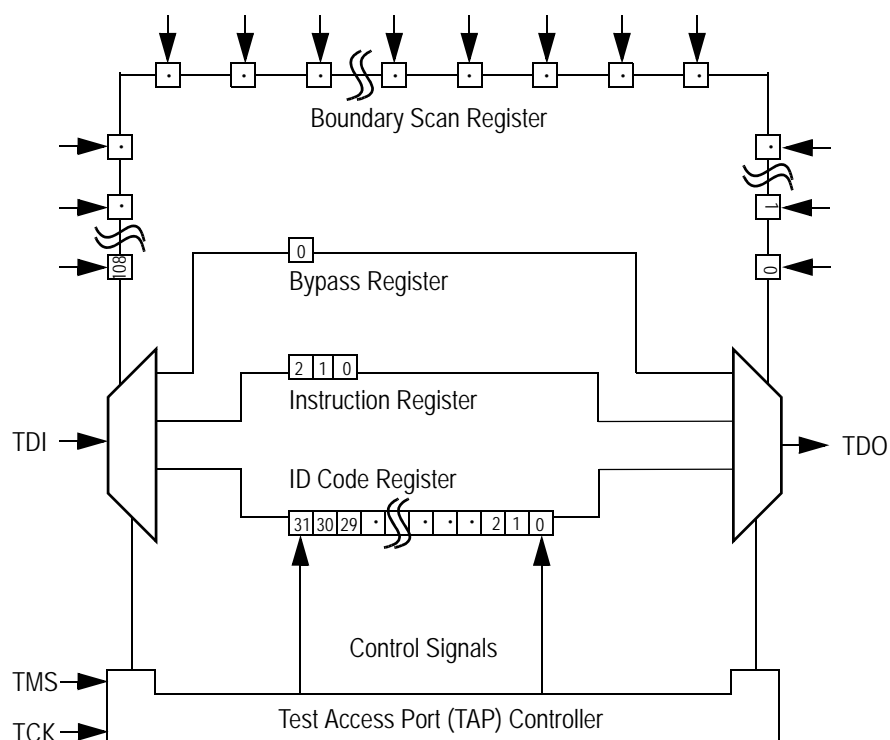 · · · · · · · ·
Boundary Scan Register
· ·
· 1
108 0
0
Bypass Register
2 1 0
Instruction Register
TDI TDO
ID Code Register
31 30 29 · · · · 2 1 0
Control Signals
TMS
Test Access Port (TAP) Controller
TCK